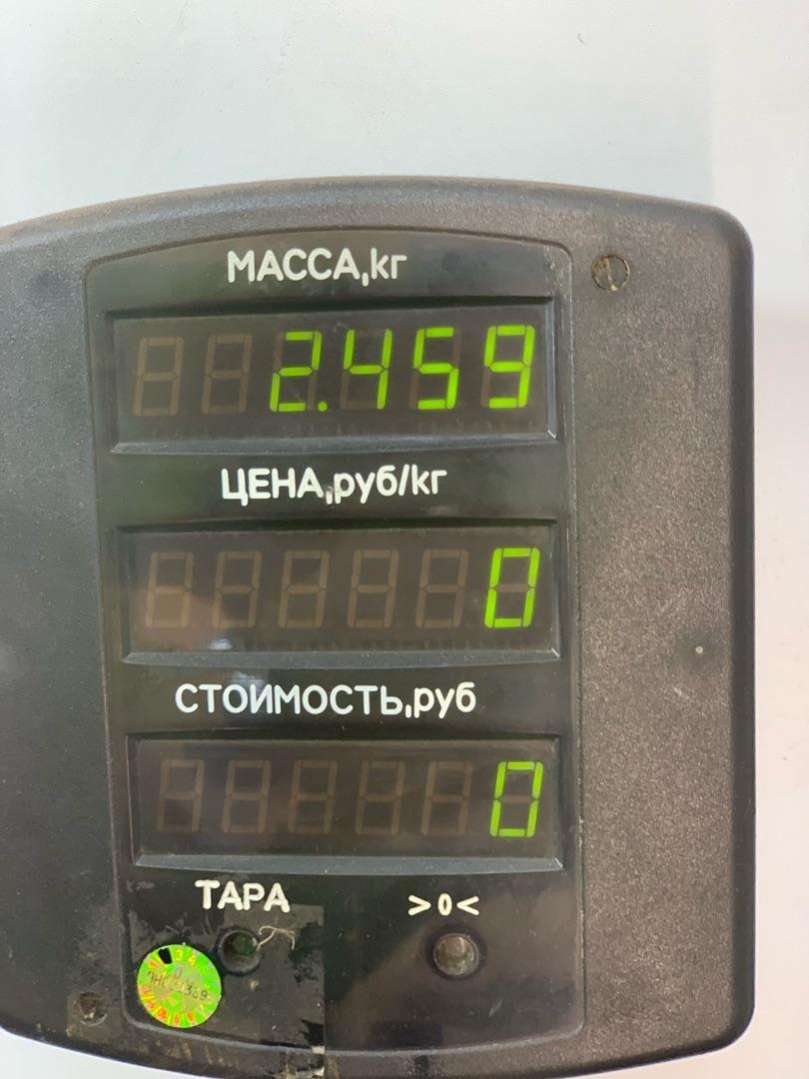 МАССА,кг
2.459
ЦЕНА,руб/кг
0
СТОИМОСТЬ,руб
0
ТАРА >0<